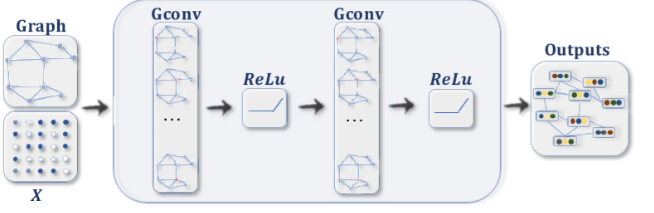 Graph
Gconv
Gconv
ReLu
ReLu
Outputs
...
...
X